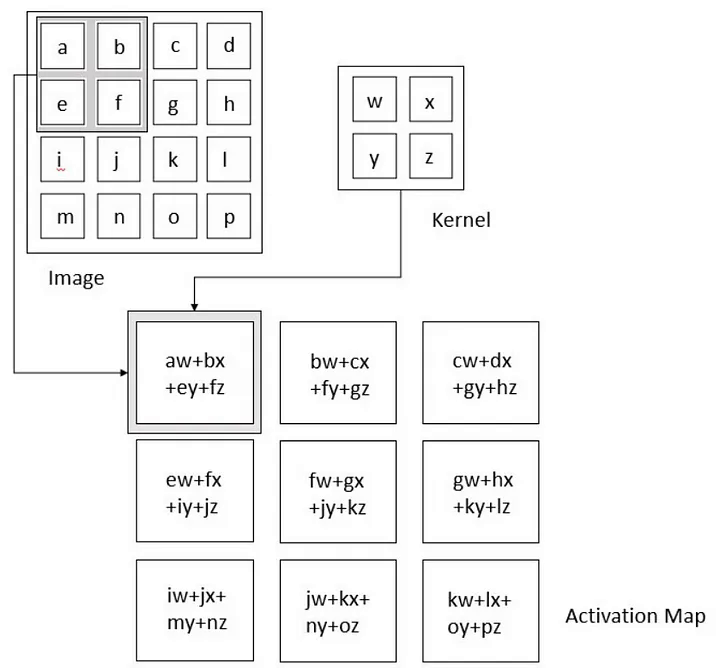 a b c d
e f g h
i j k l
m n o p
Image
w x
y z
Kernel
aw+bx
+ey+fz
bw+cx
+fy+gz
cw+dx
+gy+hz
ew+fx
+iy+jz
fw+gx
+jy+kz
gw+hx
+ky+lz
iw+jx+
my+nz
jw+kx+
ny+oz
kw+lx+
oy+pz
Activation Map